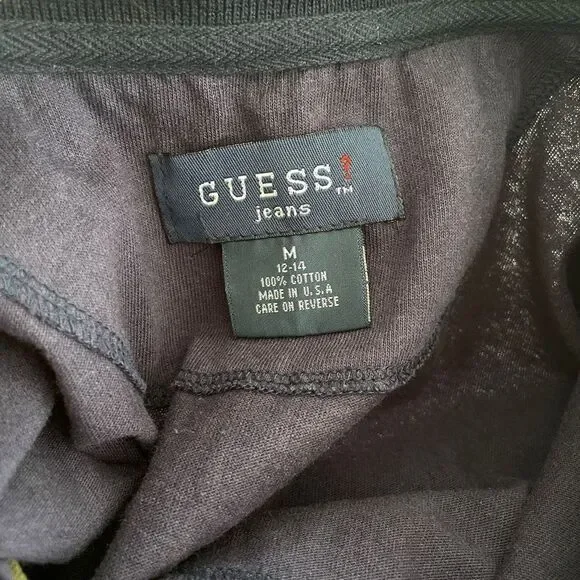 GUESS!™
jeans
M
12-14
100% COTTON
MADE IN U.S.A
CARE ON REVERSE